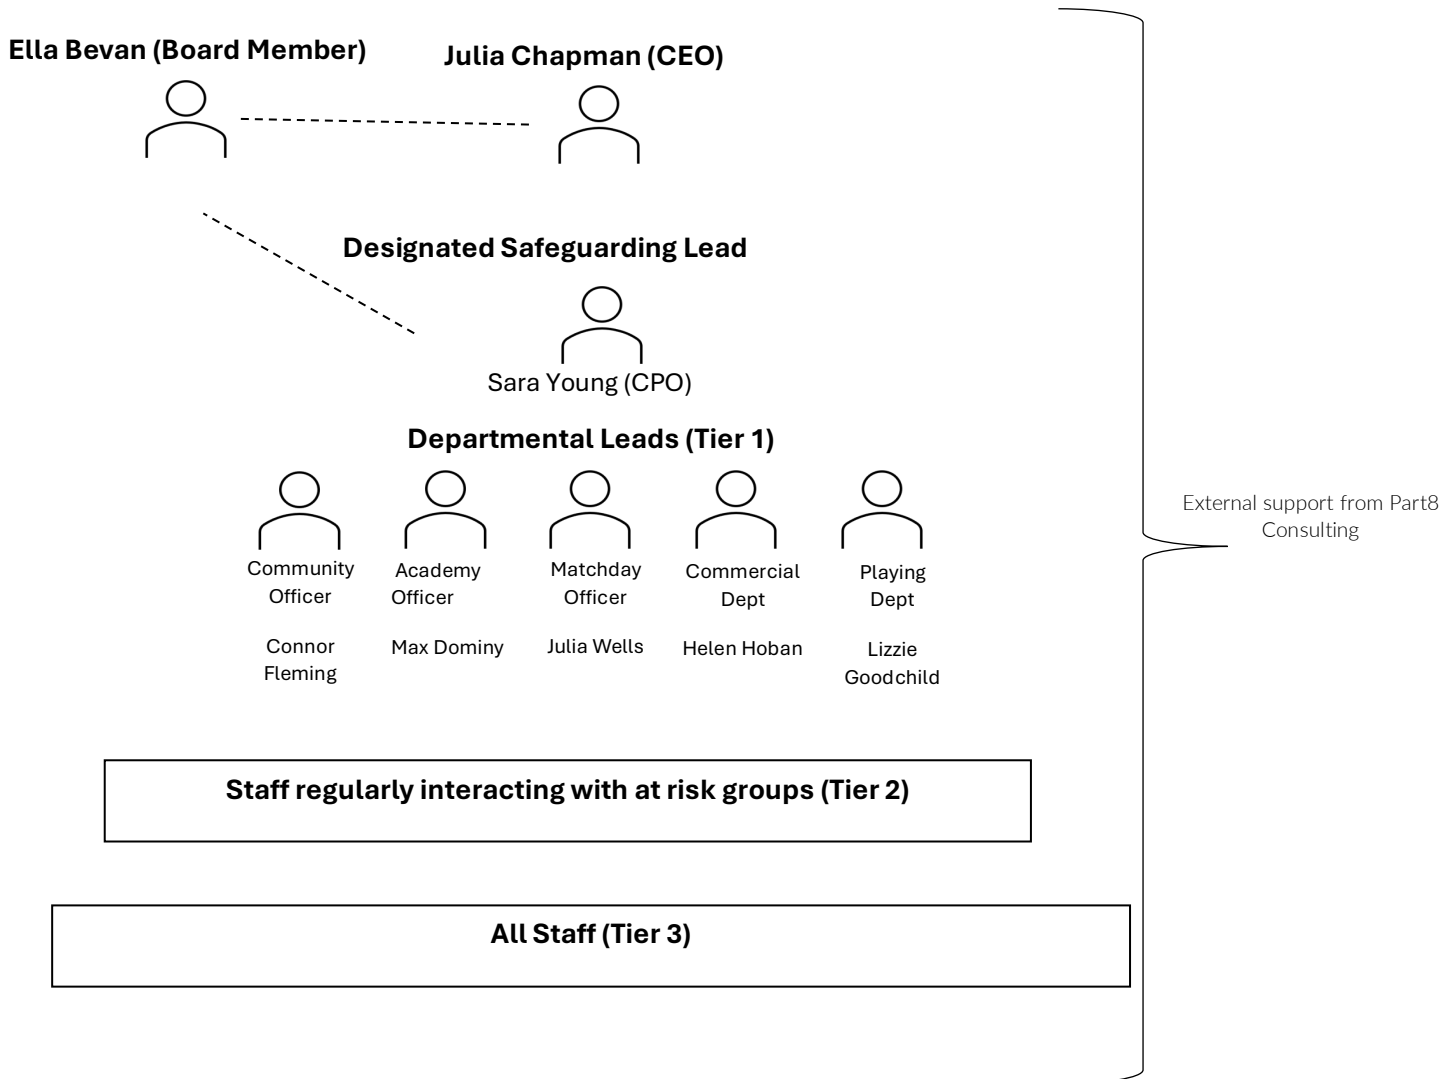 Ella Bevan (Board Member)
Julia Chapman (CEO)
Designated Safeguarding Lead
Sara Young (CPO)
Departmental Leads (Tier 1)
Community
Officer
Connor
Fleming
Academy
Officer
Max Dominy
Matchday
Officer
Julia Wells
Commercial
Dept
Helen Hoban
Playing
Dept
Lizzie
Goodchild
External support from Part8
Consulting
Staff regularly interacting with at risk groups (Tier 2)
All Staff (Tier 3)